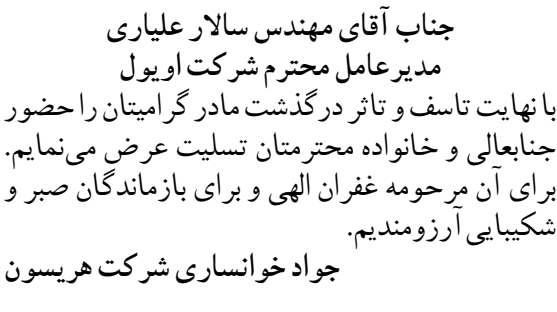 جناب آقای مهندس سالار علیاری
مدیرعامل محترم شرکت اویول
با نهایت تاسف و تاثر درگذشت مادر گرامیتان را حضور
جنابعالی و خانواده محترمتان تسلیت عرض می‌نمایم.
برای آن مرحومه غفران الهی و برای بازماندگان صبر و
شکیبایی آرزومندیم.
جواد خوانساری شرکت هریسون